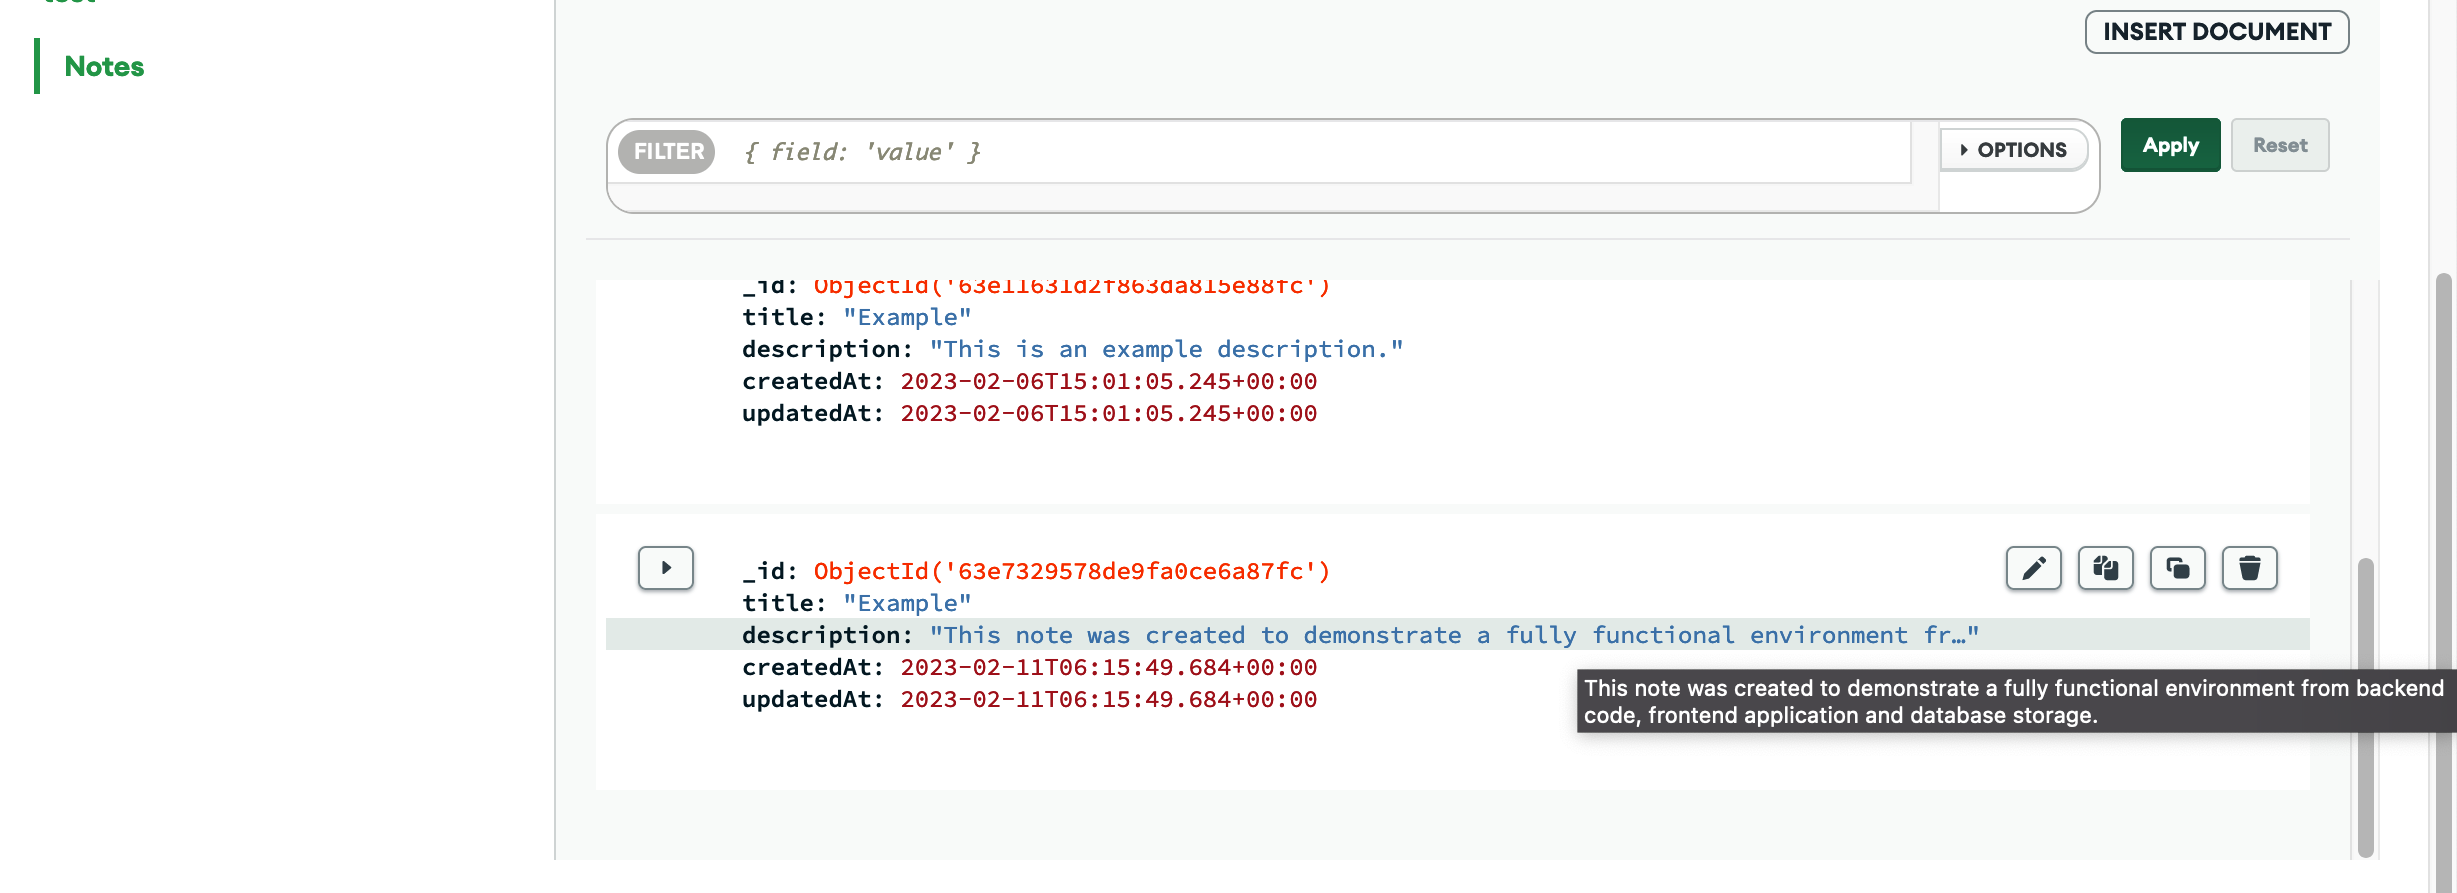 Notes
INSERT DOCUMENT
FILTER { field: 'value' }
OPTIONS
Apply
Reset
_id: ObjectId('63e11631d2f863da815e88fc')
title: "Example"
description: "This is an example description."
createdAt: 2023-02-06T15:01:05.245+00:00
updatedAt: 2023-02-06T15:01:05.245+00:00
_id: ObjectId('63e7329578de9fa0ce6a87fc')
title: "Example"
description: "This note was created to demonstrate a fully functional environment fr…"
createdAt: 2023-02-11T06:15:49.684+00:00
updatedAt: 2023-02-11T06:15:49.684+00:00
This note was created to demonstrate a fully functional environment from backend
code, frontend application and database storage.